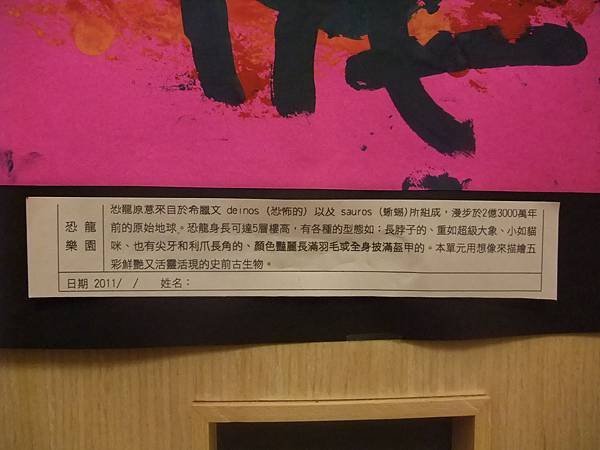 恐龍原意來自於希臘文 deinos (恐怖的) 以及 sauros (蜥蜴)所組成，漫步於2億3000萬年
前的原始地球。恐龍身長可達5層樓高，有各種的型態如：長脖子的、重如超級大象、小如貓
咪、也有尖牙和利爪長角的、顏色豔麗長滿羽毛或全身披滿盔甲的。本單元用想像來描繪五
彩鮮艷又活靈活現的史前古生物。
恐 龍
樂 園
日期 2011/ / 姓名：